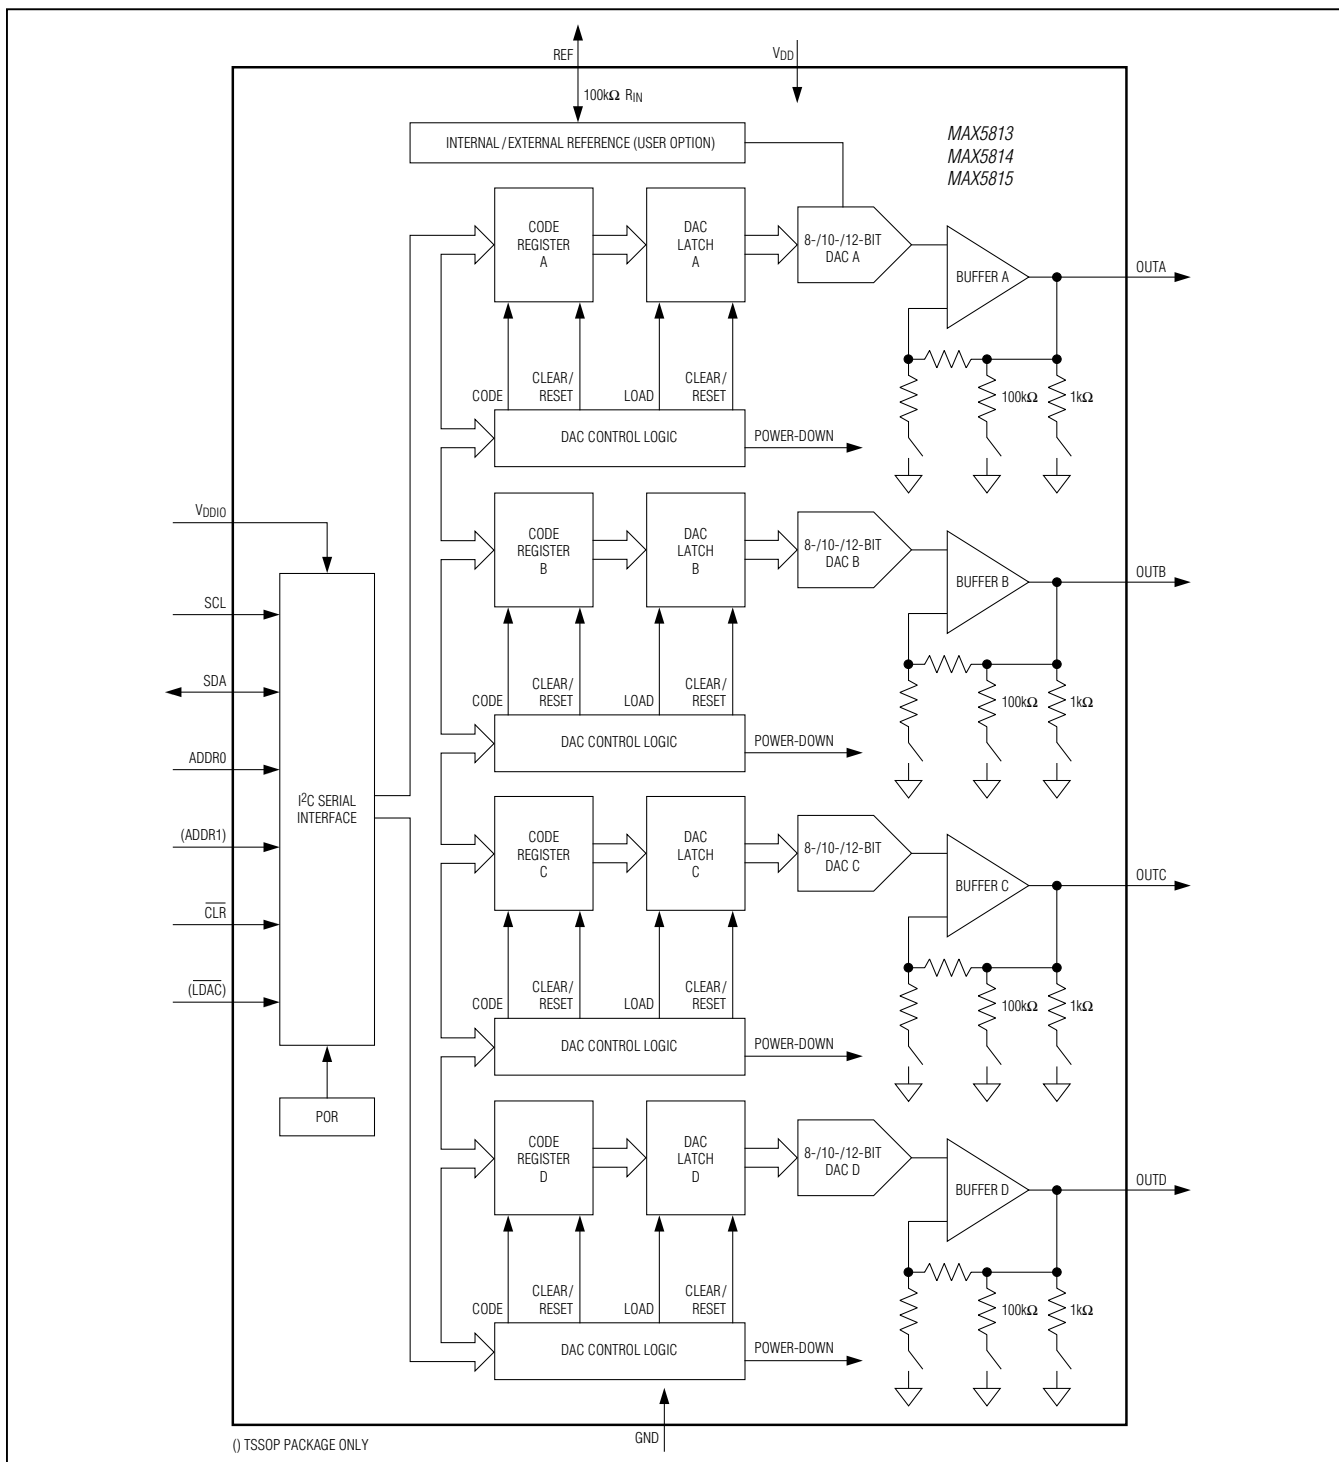 REF
VDD
100kΩ RIN
INTERNAL / EXTERNAL REFERENCE (USER OPTION)
MAX5813
MAX5814
MAX5815
CODE
REGISTER
A
DAC
LATCH
A
8-/10-/12-BIT
DAC A
BUFFER A
OUTA
CODE
CLEAR/
RESET
LOAD
CLEAR/
RESET
100kΩ
1kΩ
DAC CONTROL LOGIC
POWER-DOWN
VDDIO
SCL
SDA
ADDR0
(ADDR1)
CLR
(LDAC)
I2C SERIAL
INTERFACE
POR
CODE
REGISTER
B
DAC
LATCH
B
8-/10-/12-BIT
DAC B
BUFFER B
OUTB
CODE
CLEAR/
RESET
LOAD
CLEAR/
RESET
100kΩ
1kΩ
DAC CONTROL LOGIC
POWER-DOWN
CODE
REGISTER
C
DAC
LATCH
C
8-/10-/12-BIT
DAC C
BUFFER C
OUTC
CODE
CLEAR/
RESET
LOAD
CLEAR/
RESET
100kΩ
1kΩ
DAC CONTROL LOGIC
POWER-DOWN
CODE
REGISTER
D
DAC
LATCH
D
8-/10-/12-BIT
DAC D
BUFFER D
OUTD
CODE
CLEAR/
RESET
LOAD
CLEAR/
RESET
100kΩ
1kΩ
DAC CONTROL LOGIC
POWER-DOWN
GND
() TSSOP PACKAGE ONLY